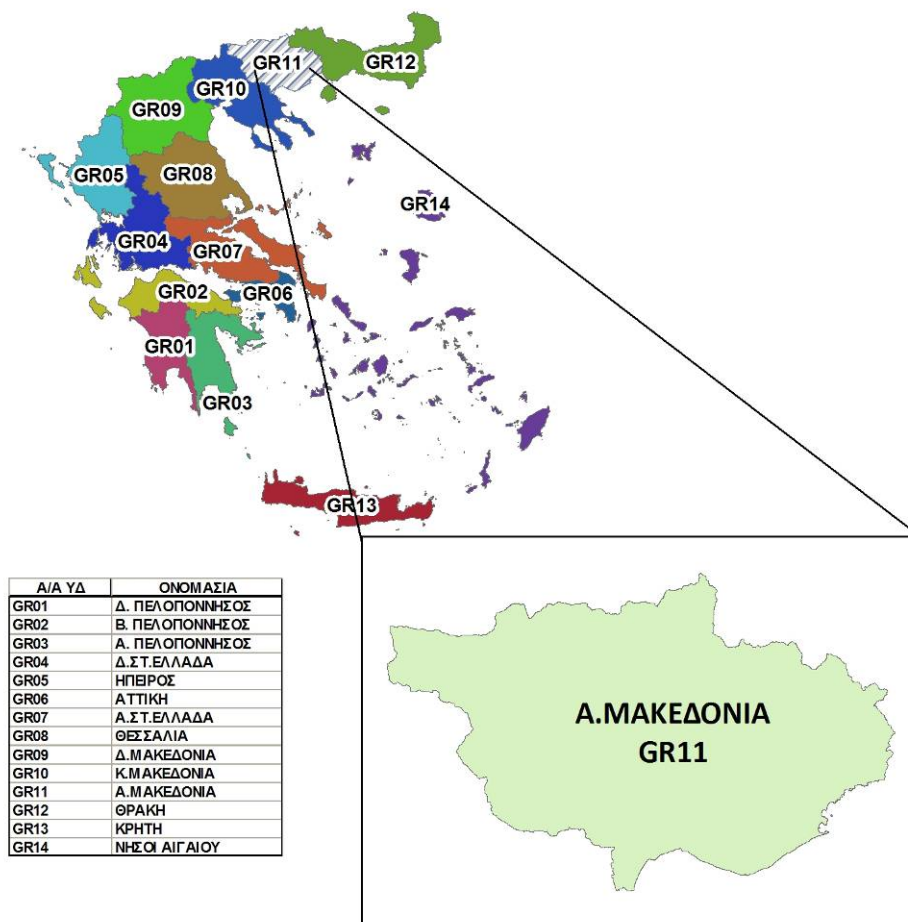 GR11
GR12
GR10
GR09
GR05
GR08
GR14
GR04
GR07
GR02
GR06
GR01
GR03
GR13
Α/Α ΥΔ ΟΝΟΜΑΣΙΑ
GR01 Δ. ΠΕΛΟΠΟΝΝΗΣΟΣ
GR02 Β. ΠΕΛΟΠΟΝΝΗΣΟΣ
GR03 Α. ΠΕΛΟΠΟΝΝΗΣΟΣ
GR04 Δ.ΣΤ.ΕΛΛΑΔΑ
GR05 ΗΠΕΙΡΟΣ
GR06 ΑΤΤΙΚΗ
GR07 Α.ΣΤ.ΕΛΛΑΔΑ
GR08 ΘΕΣΣΑΛΙΑ
GR09 Δ.ΜΑΚΕΔΟΝΙΑ
GR10 Κ.ΜΑΚΕΔΟΝΙΑ
GR11 Α.ΜΑΚΕΔΟΝΙΑ
GR12 ΘΡΑΚΗ
GR13 ΚΡΗΤΗ
GR14 ΝΗΣΟΙ ΑΙΓΑΙΟΥ
Α.ΜΑΚΕΔΟΝΙΑ
GR11